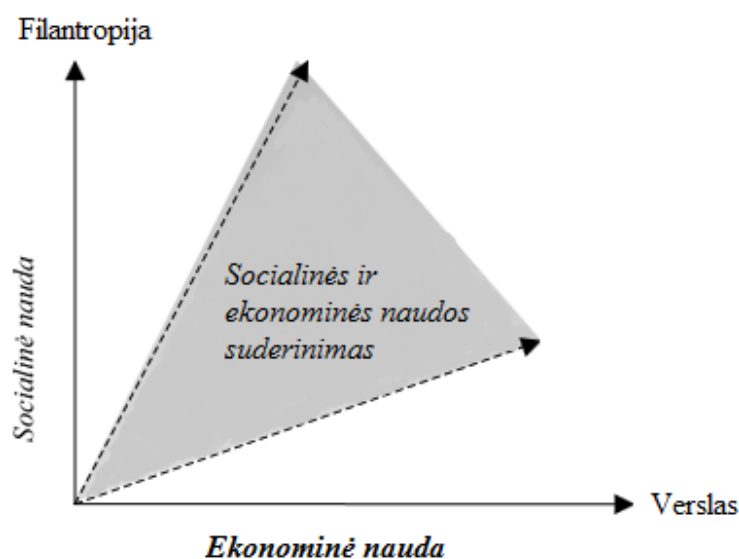 Filantropija
Socialinė nauda
Socialinės ir
ekonominės naudos
suderinimas
Verslas
Ekonominė nauda